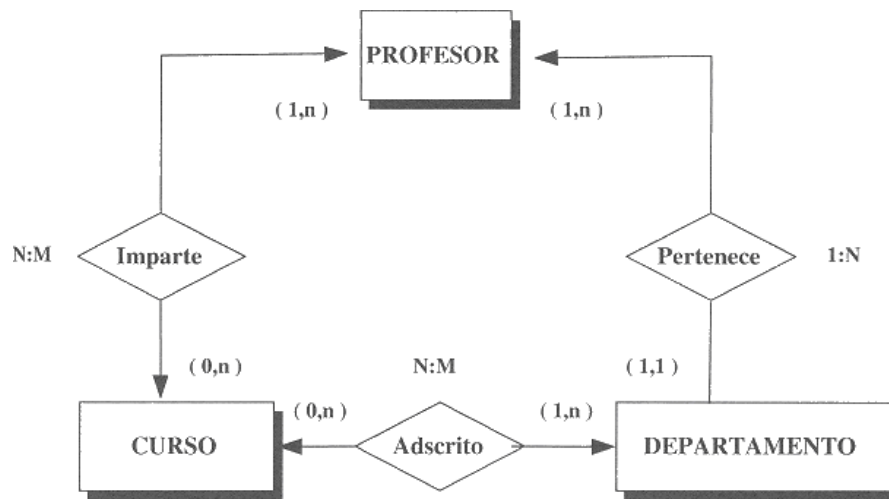 PROFESOR
( 1,n )
( 1,n )
N:M
Imparte
Pertenece
1:N
( 0,n )
N:M
( 1,1 )
( 0,n )
( 1,n )
CURSO
Adscrito
DEPARTAMENTO